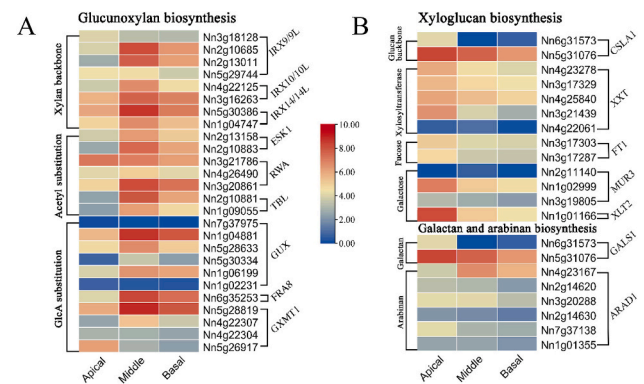 A
Glucunoxylan biosynthesis
Xylan backbone
Acetyl substitution
GlcA substitution
Nn3g18128
Nn2g10685
Nn2g13011
Nn5g29744
Nn4g22125
Nn3g16263
Nn5g30386
Nn1g04747
Nn2g13158
Nn2g10883
Nn3g21786
Nn4g26490
Nn3g20861
Nn2g10881
Nn1g09055
Nn7g37975
Nn1g04881
Nn5g28633
Nn5g30334
Nn1g06199
Nn1g02231
Nn6g35253
Nn5g28819
Nn4g22307
Nn4g22304
Nn5g26917
IRX9/9L
IRX10/10L
IRX14/14L
ESK1
RWA
TBL
GUX
FRA8
GXMT1
Apical
Middle
Basal
10.00
8.00
6.00
4.00
2.00
0.00
B
Xyloglucan biosynthesis
Glucan backbone
Xylosyltransferase
Fucose
Galactose
Nn6g31573
Nn5g31076
Nn4g23278
Nn3g17329
Nn4g25840
Nn3g21439
Nn4g22061
Nn3g17303
Nn3g17287
Nn2g11140
Nn1g02999
Nn3g19805
Nn1g01166
CSLA1
XXT
FT1
MUR3
XLT2
Galactan and arabinan biosynthesis
Galactan
Arabinan
Nn6g31573
Nn5g31076
Nn4g23167
Nn2g14620
Nn3g20288
Nn2g14630
Nn7g37138
Nn1g01355
GALS1
ARAD1
Apical
Middle
Basal